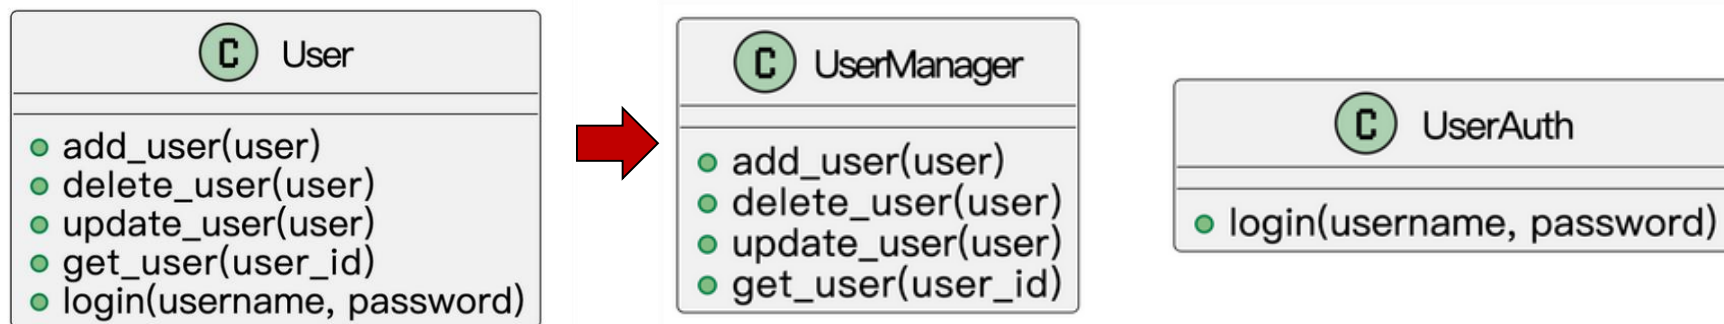 C User
add_user(user)
delete_user(user)
update_user(user)
get_user(user_id)
login(username, password)
C UserManager
add_user(user)
delete_user(user)
update_user(user)
get_user(user_id)
C UserAuth
login(username, password)